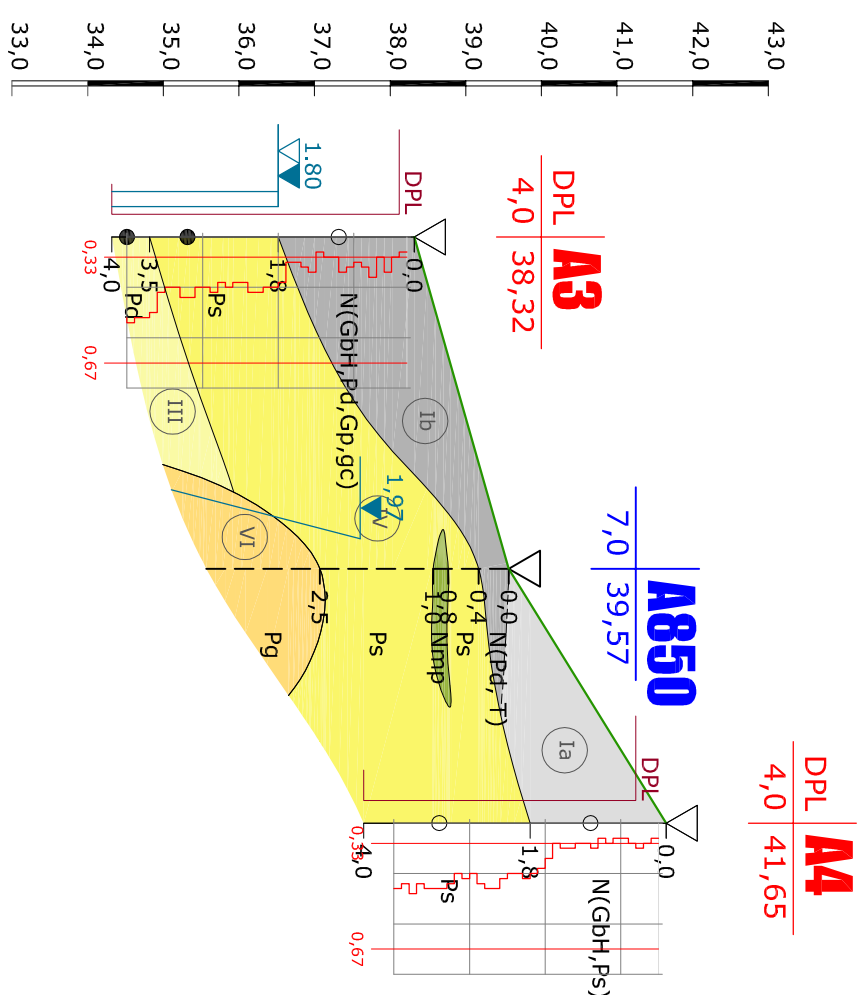 43,0
42,0
41,0
40,0
39,0
38,0
37,0
36,0
35,0
34,0
33,0
A3
DPL
4,0
38,32
DPL
1.80
0,0
1,8
3,5
4,0
0,33
0,67
N(GbH,Pd,Gp,gc)
Ps
Pd
Ib
III
IV
VI
1,97
A850
7,0
39,57
0,0
0,4
0,8
1,0
2,5
N(Pd, T)
Ps
Nmp
Ps
Pg
Ia
A4
DPL
4,0
41,65
DPL
0,0
1,8
4,0
0,33
0,67
N(GbH,Ps)
Ps